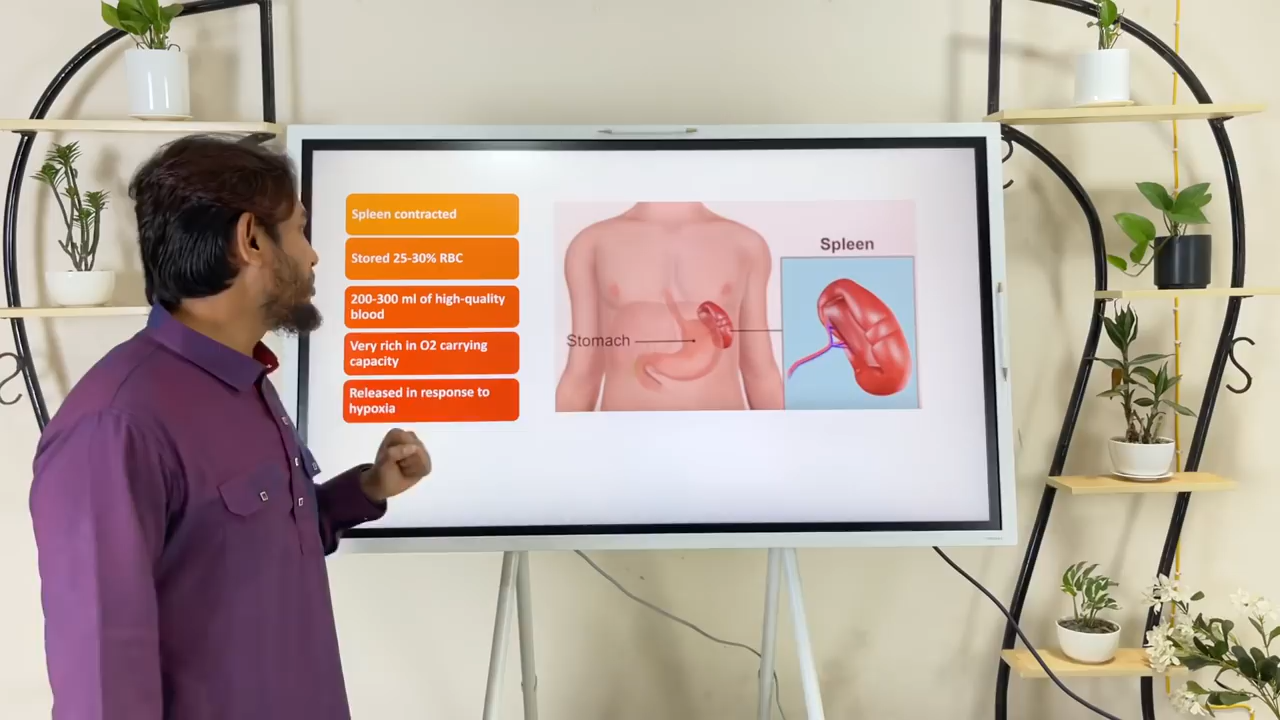 Spleen contracted
Stored 25-30% RBC
200-300 ml of high-quality
blood
Very rich in O2 carrying
capacity
Released in response to
hypoxia
Stomach
Spleen